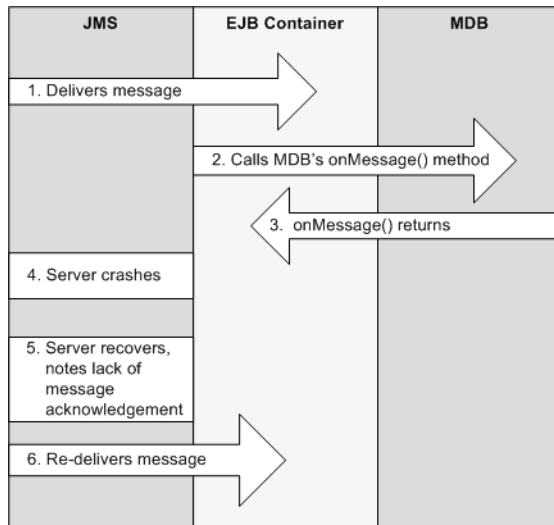 JMS
EJB Container
MDB
1. Delivers message
2. Calls MDB's onMessage() method
3. onMessage() returns
4. Server crashes
5. Server recovers,
notes lack of
message
acknowledgement
6. Re-delivers message